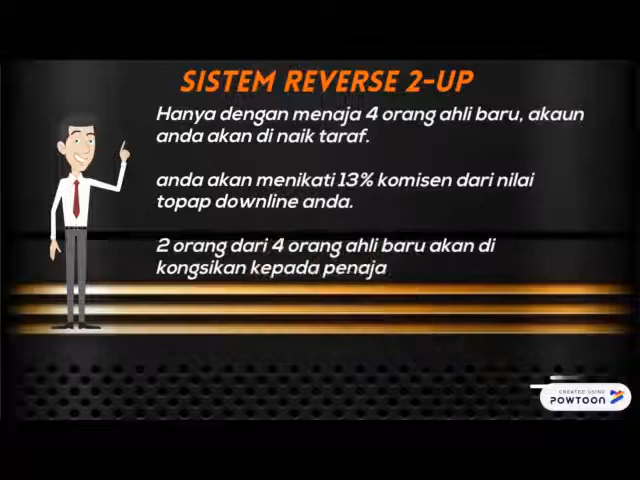 SISTEM REVERSE 2-UP
Hanya dengan menaja 4 orang ahli baru, akaun
anda akan di naik taraf.
anda akan menikati 13% komisen dari nilai
topap downline anda.
2 orang dari 4 orang ahli baru akan di
kongsikan kepada penaja
CREATED USING
POWTOON